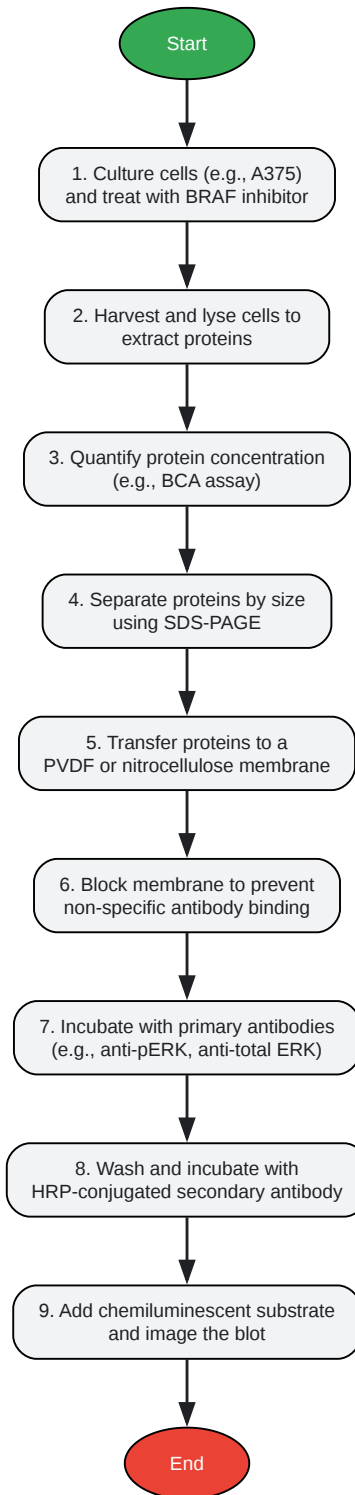 Start
1. Culture cells (e.g., A375)
and treat with BRAF inhibitor
2. Harvest and lyse cells to
extract proteins
3. Quantify protein concentration
(e.g., BCA assay)
4. Separate proteins by size
using SDS-PAGE
5. Transfer proteins to a
PVDF or nitrocellulose membrane
6. Block membrane to prevent
non-specific antibody binding
7. Incubate with primary antibodies
(e.g., anti-pERK, anti-total ERK)
8. Wash and incubate with
HRP-conjugated secondary antibody
9. Add chemiluminescent substrate
and image the blot
End